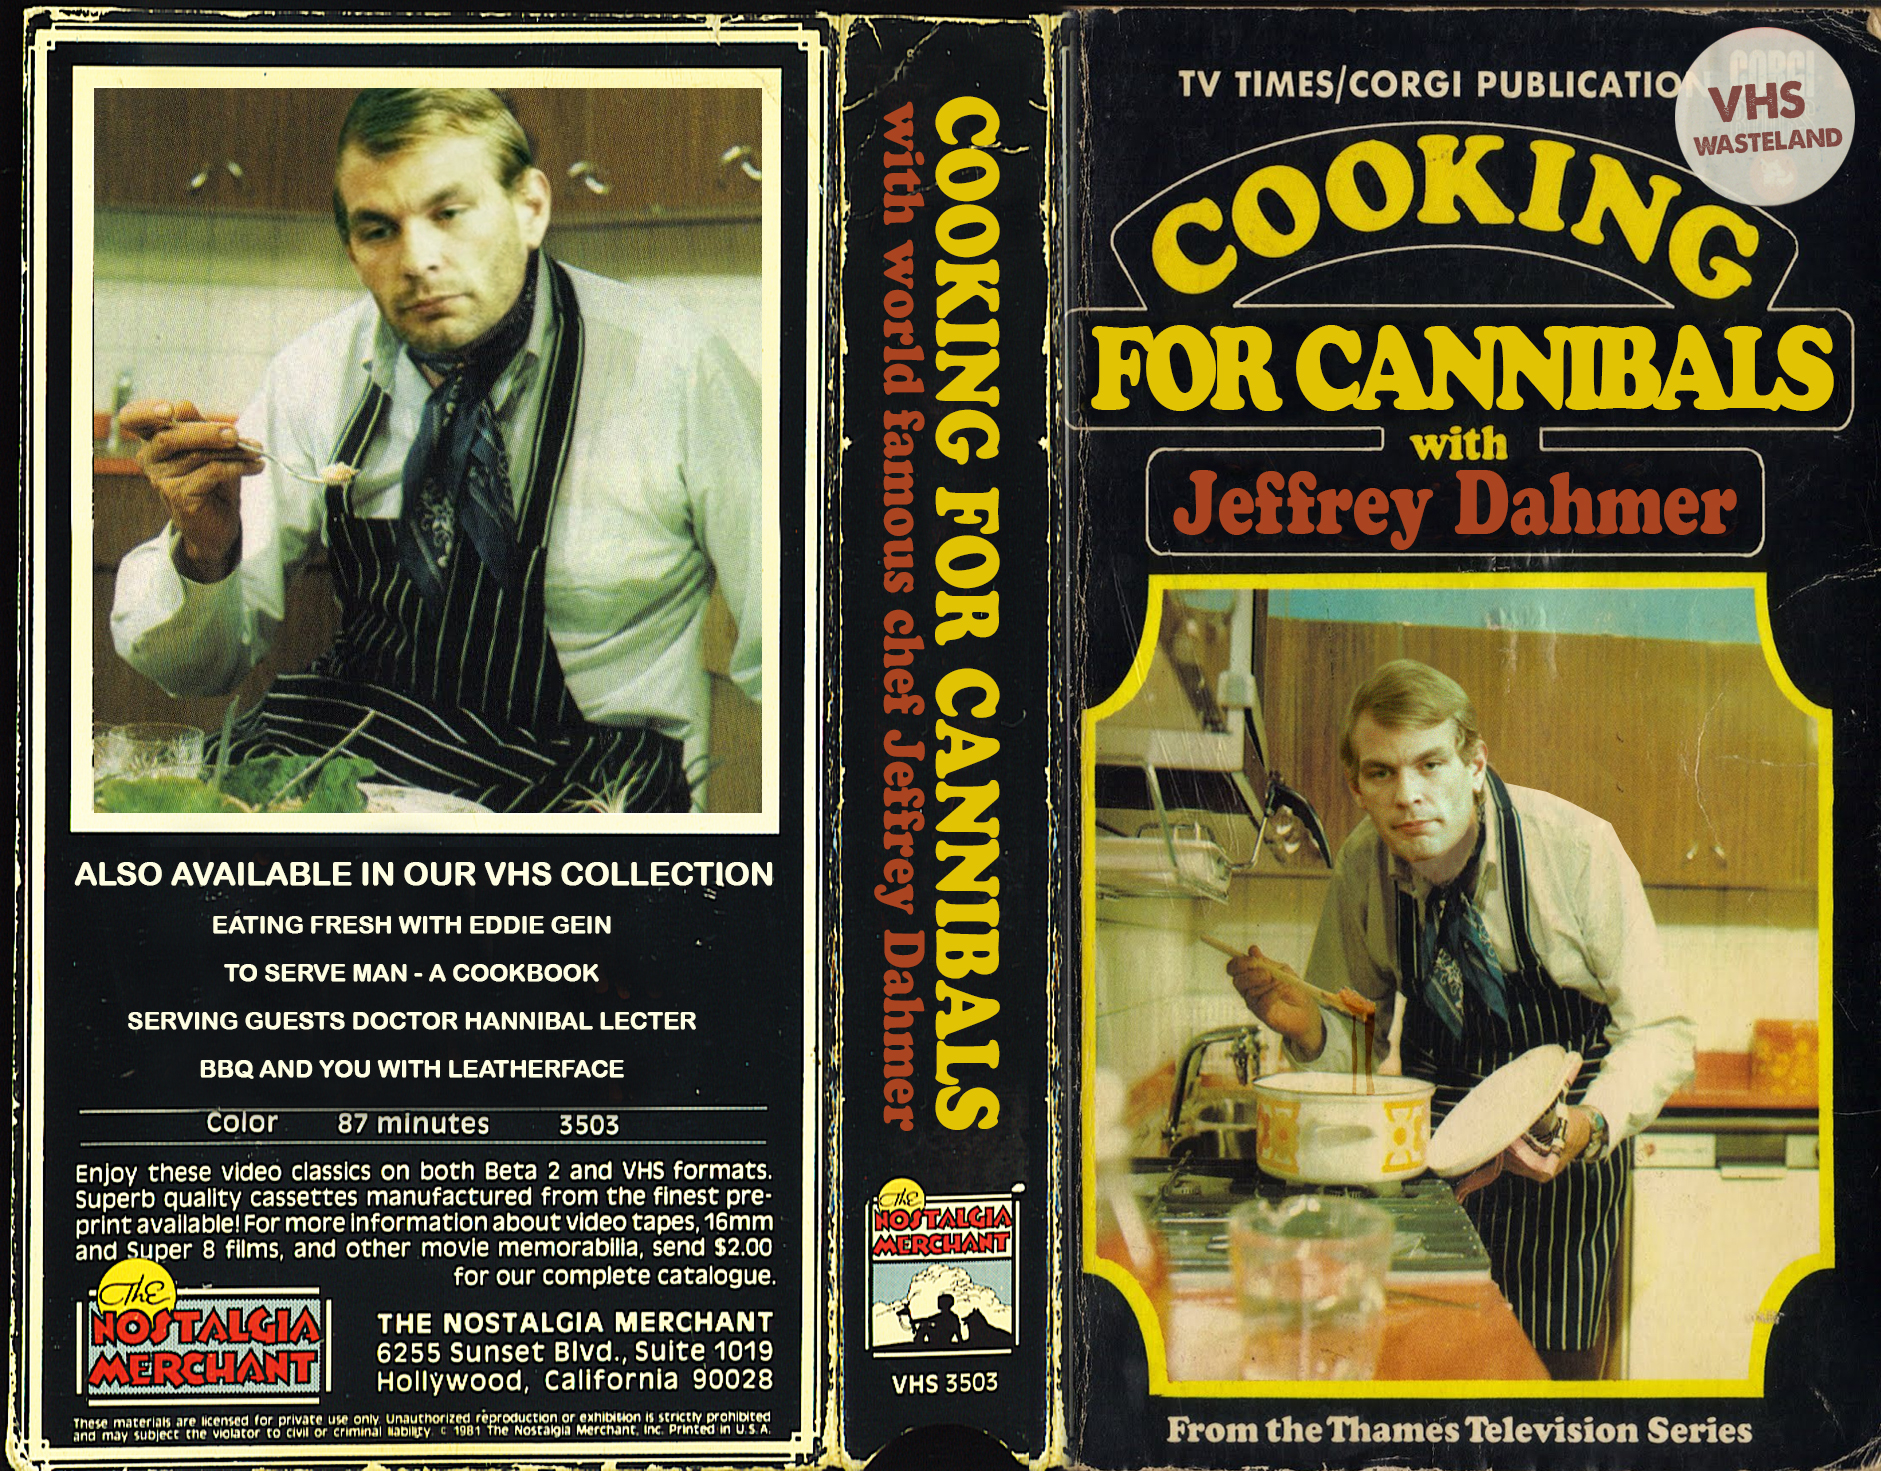 ALSO AVAILABLE IN OUR VHS COLLECTION
EATING FRESH WITH EDDIE GEIN
TO SERVE MAN - A COOKBOOK
SERVING GUESTS DOCTOR HANNIBAL LECTER
BBQ AND YOU WITH LEATHERFACE
Color 87 minutes 3503
Enjoy these video classics on both Beta 2 and VHS formats.
Superb quality cassettes manufactured from the finest pre-
print available! For more information about video tapes, 16mm
and Super 8 films, and other movie memorabilia, send $2.00
for our complete catalogue.
The
NOSTALGIA
MERCHANT
THE NOSTALGIA MERCHANT
6255 Sunset Blvd., Suite 1019
Hollywood, California 90028
These materials are licensed for private use only. Unauthorized reproduction or exhibition is strictly prohibited
and may subject the violator to civil or criminal liability. © 1981 The Nostalgia Merchant, Inc. Printed in U.S.A.
COOKING FOR CANNIBALS
with world famous chef Jeffrey Dahmer
The
NOSTALGIA
MERCHANT
VHS 3503
TV TIMES/CORGI PUBLICATION
CORGI
VHS
WASTELAND
COOKING
FOR CANNIBALS
with
Jeffrey Dahmer
From the Thames Television Series